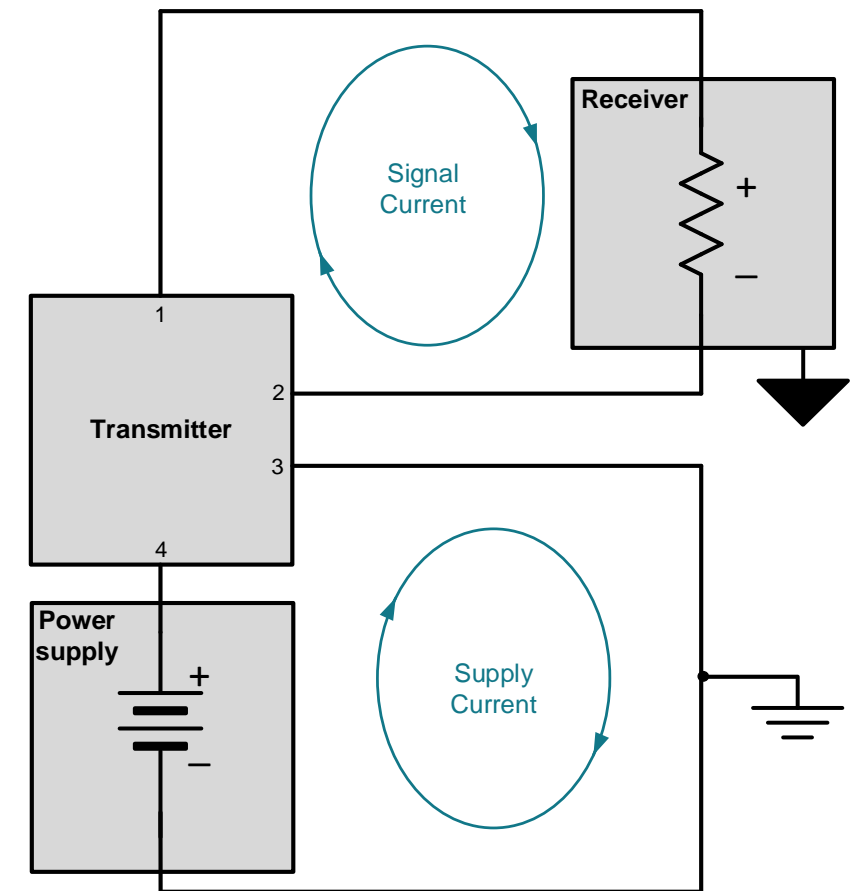 Receiver
Signal
Current
+
–
1
2
Transmitter
3
4
Power
supply
+
–
Supply
Current